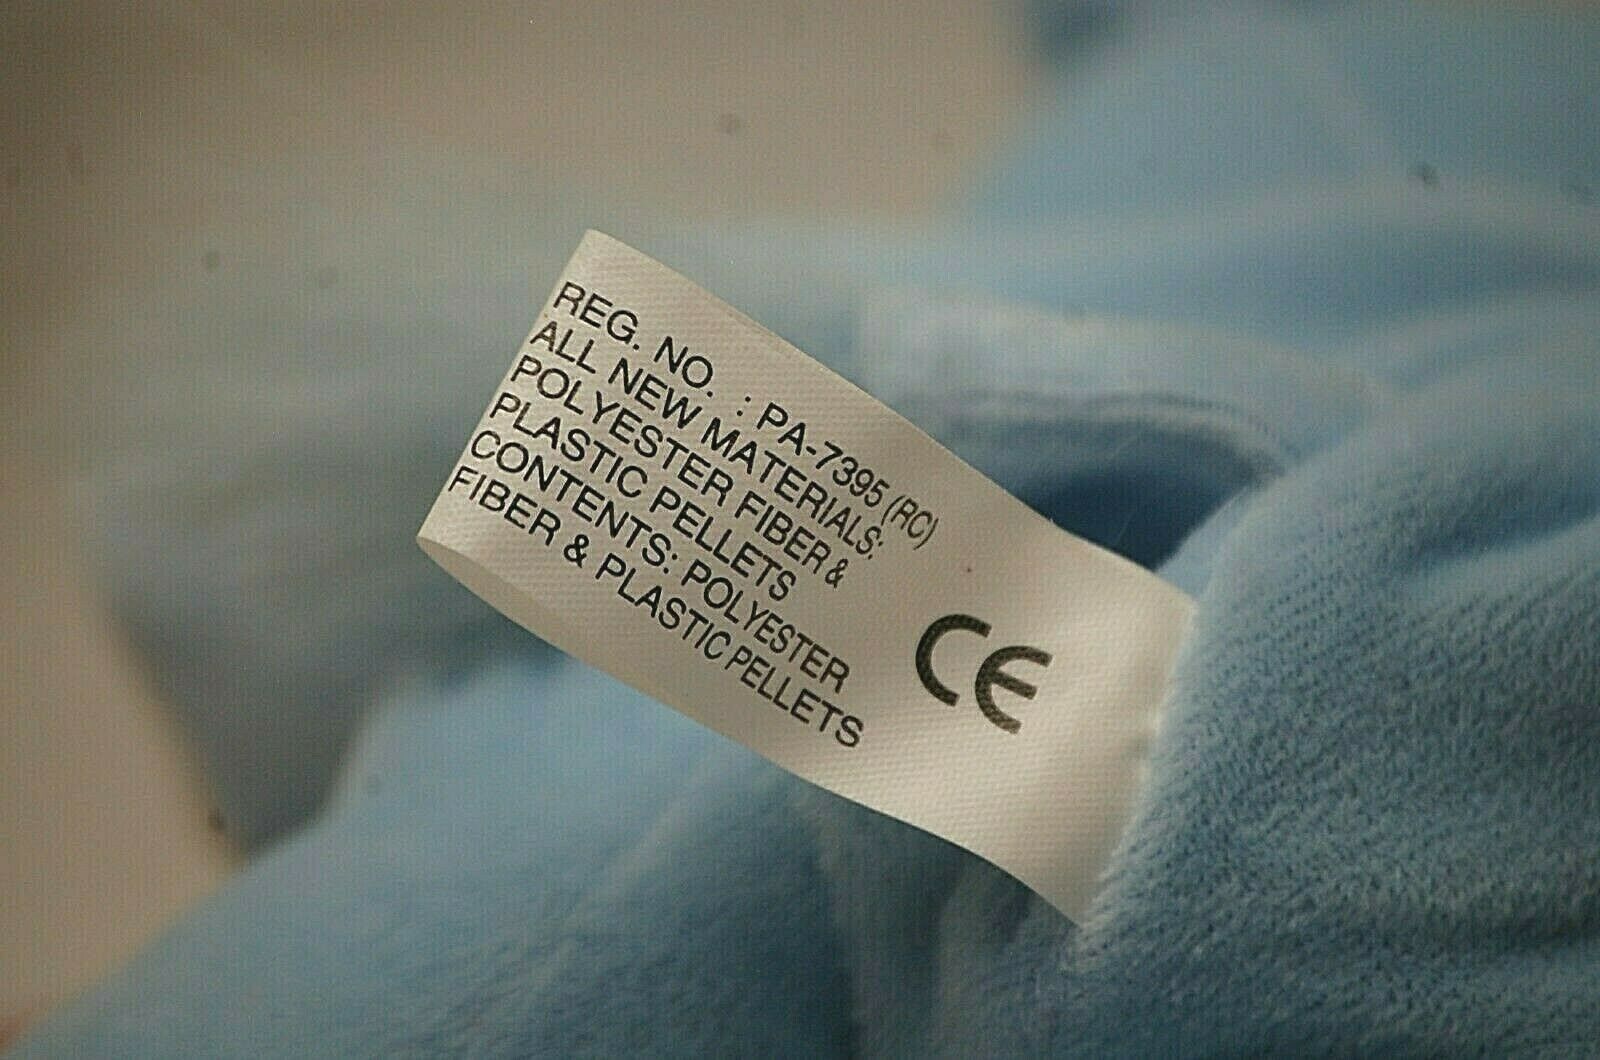 REG. NO. : PA-7395 (RC)
ALL NEW MATERIALS:
POLYESTER FIBER &
PLASTIC PELLETS
CONTENTS: POLYESTER
FIBER & PLASTIC PELLETS
CE